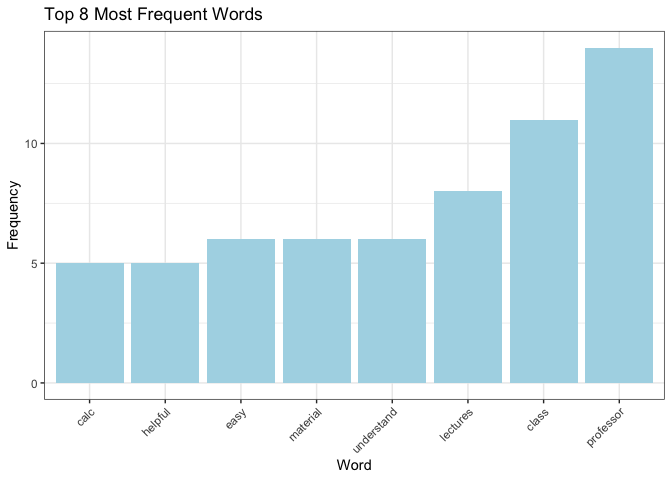 Top 8 Most Frequent Words
Frequency
10
5
0
calc
helpful
easy
material
understand
lectures
class
professor
Word